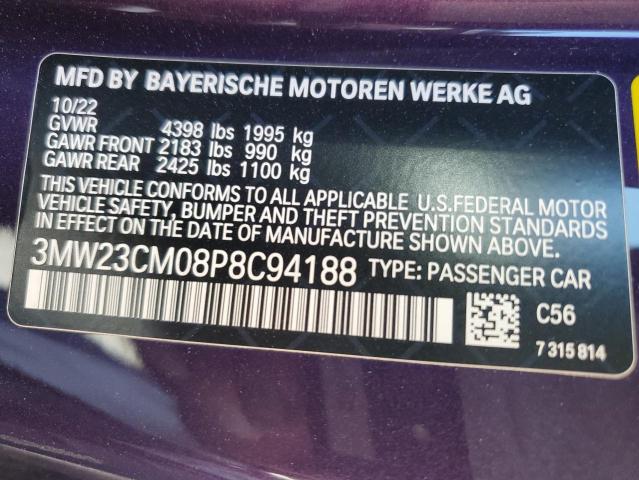 MFD BY BAYERISCHE MOTOREN WERKE AG
10/22
GVWR 4398 lbs 1995 kg
GAWR FRONT 2183 lbs 990 kg
GAWR REAR 2425 lbs 1100 kg
THIS VEHICLE CONFORMS TO ALL APPLICABLE U.S.FEDERAL MOTOR
VEHICLE SAFETY, BUMPER AND THEFT PREVENTION STANDARDS
IN EFFECT ON THE DATE OF MANUFACTURE SHOWN ABOVE.
3MW23CM08P8C94188 TYPE: PASSENGER CAR
C56
7 315 814